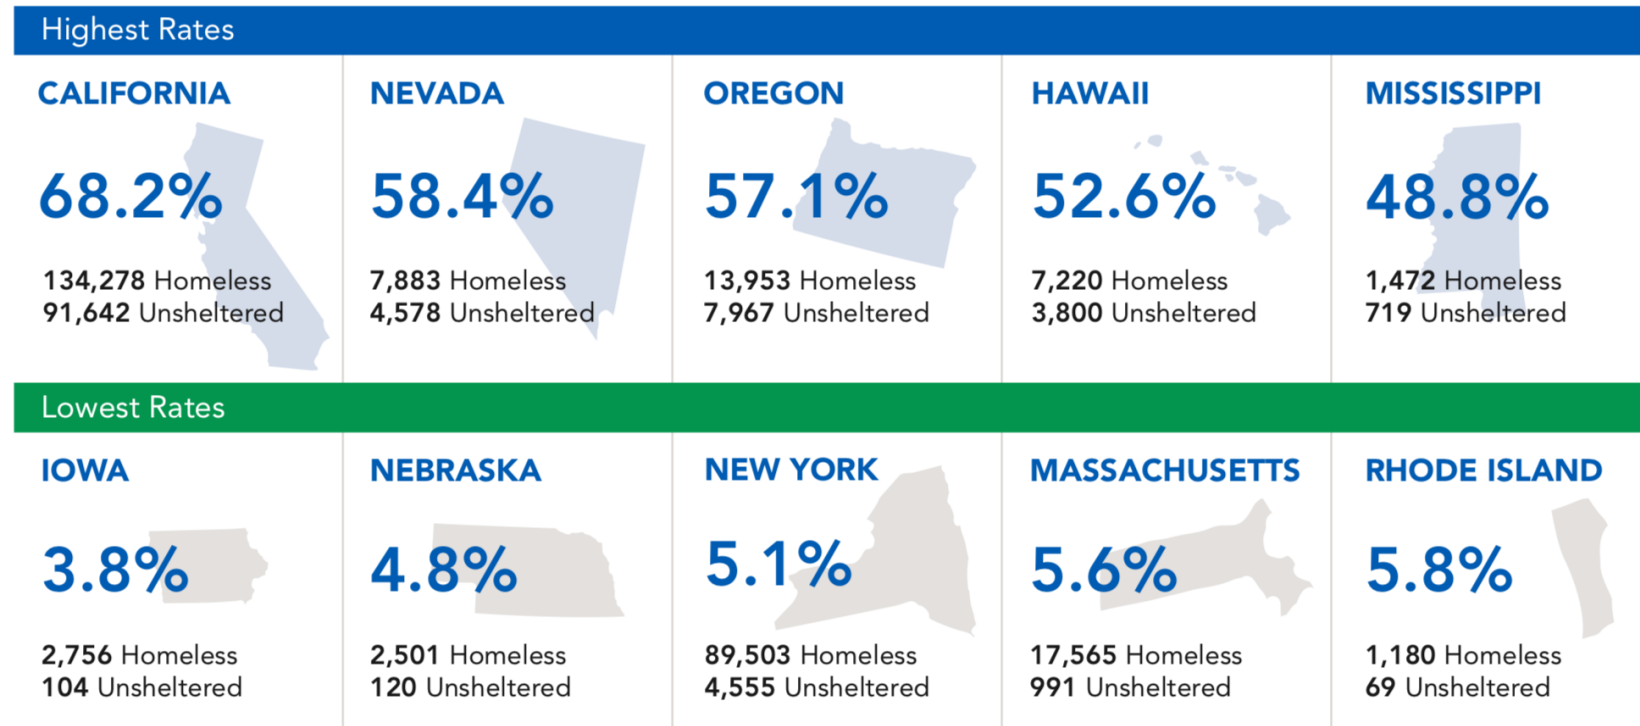 Highest Rates
CALIFORNIA
68.2%
134,278 Homeless
91,642 Unsheltered
NEVADA
58.4%
7,883 Homeless
4,578 Unsheltered
OREGON
57.1%
13,953 Homeless
7,967 Unsheltered
HAWAII
52.6%
7,220 Homeless
3,800 Unsheltered
MISSISSIPPI
48.8%
1,472 Homeless
719 Unsheltered
Lowest Rates
IOWA
3.8%
2,756 Homeless
104 Unsheltered
NEBRASKA
4.8%
2,501 Homeless
120 Unsheltered
NEW YORK
5.1%
89,503 Homeless
4,555 Unsheltered
MASSACHUSETTS
5.6%
17,565 Homeless
991 Unsheltered
RHODE ISLAND
5.8%
1,180 Homeless
69 Unsheltered